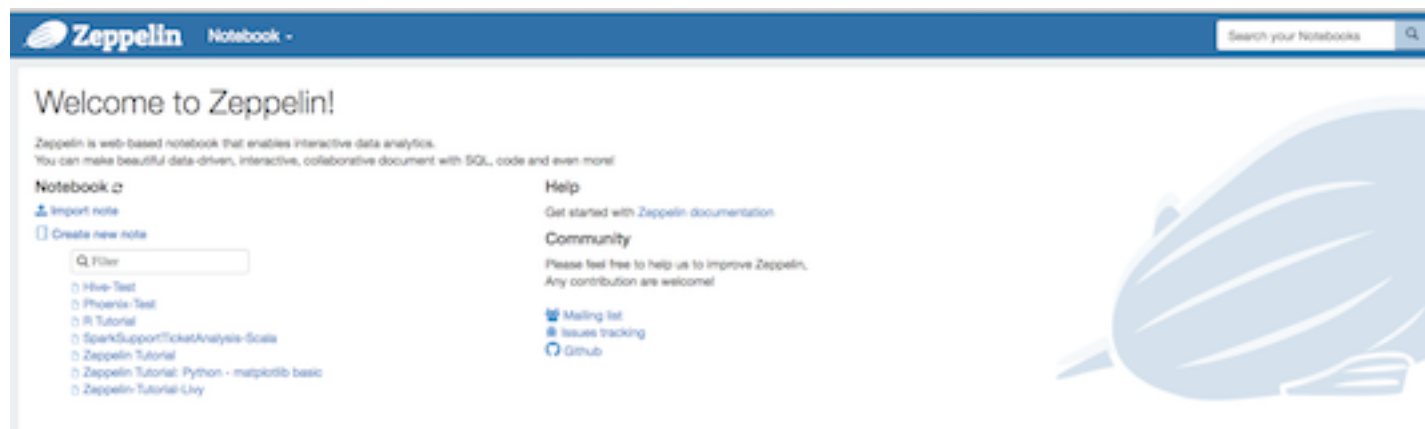 Zeppelin Notebook Search your Notebooks
Welcome to Zeppelin!
Zeppelin is web-based notebook that enables interactive data analytics.
You can make beautiful data-driven, interactive, collaborative document with SQL, code and even more!
Notebook
Import note
Create new note
Filter
Hive-Test
Phoenix-Test
R Tutorial
SparkSupportTicketAnalysis-Scala
Zeppelin Tutorial
Zeppelin Tutorial: Python - matplotlib basic
Zeppelin-Tutorial-Livy
Help
Get started with Zeppelin documentation
Community
Please feel free to help us to improve Zeppelin,
Any contribution are welcome!
Mailing list
Issues tracking
Github